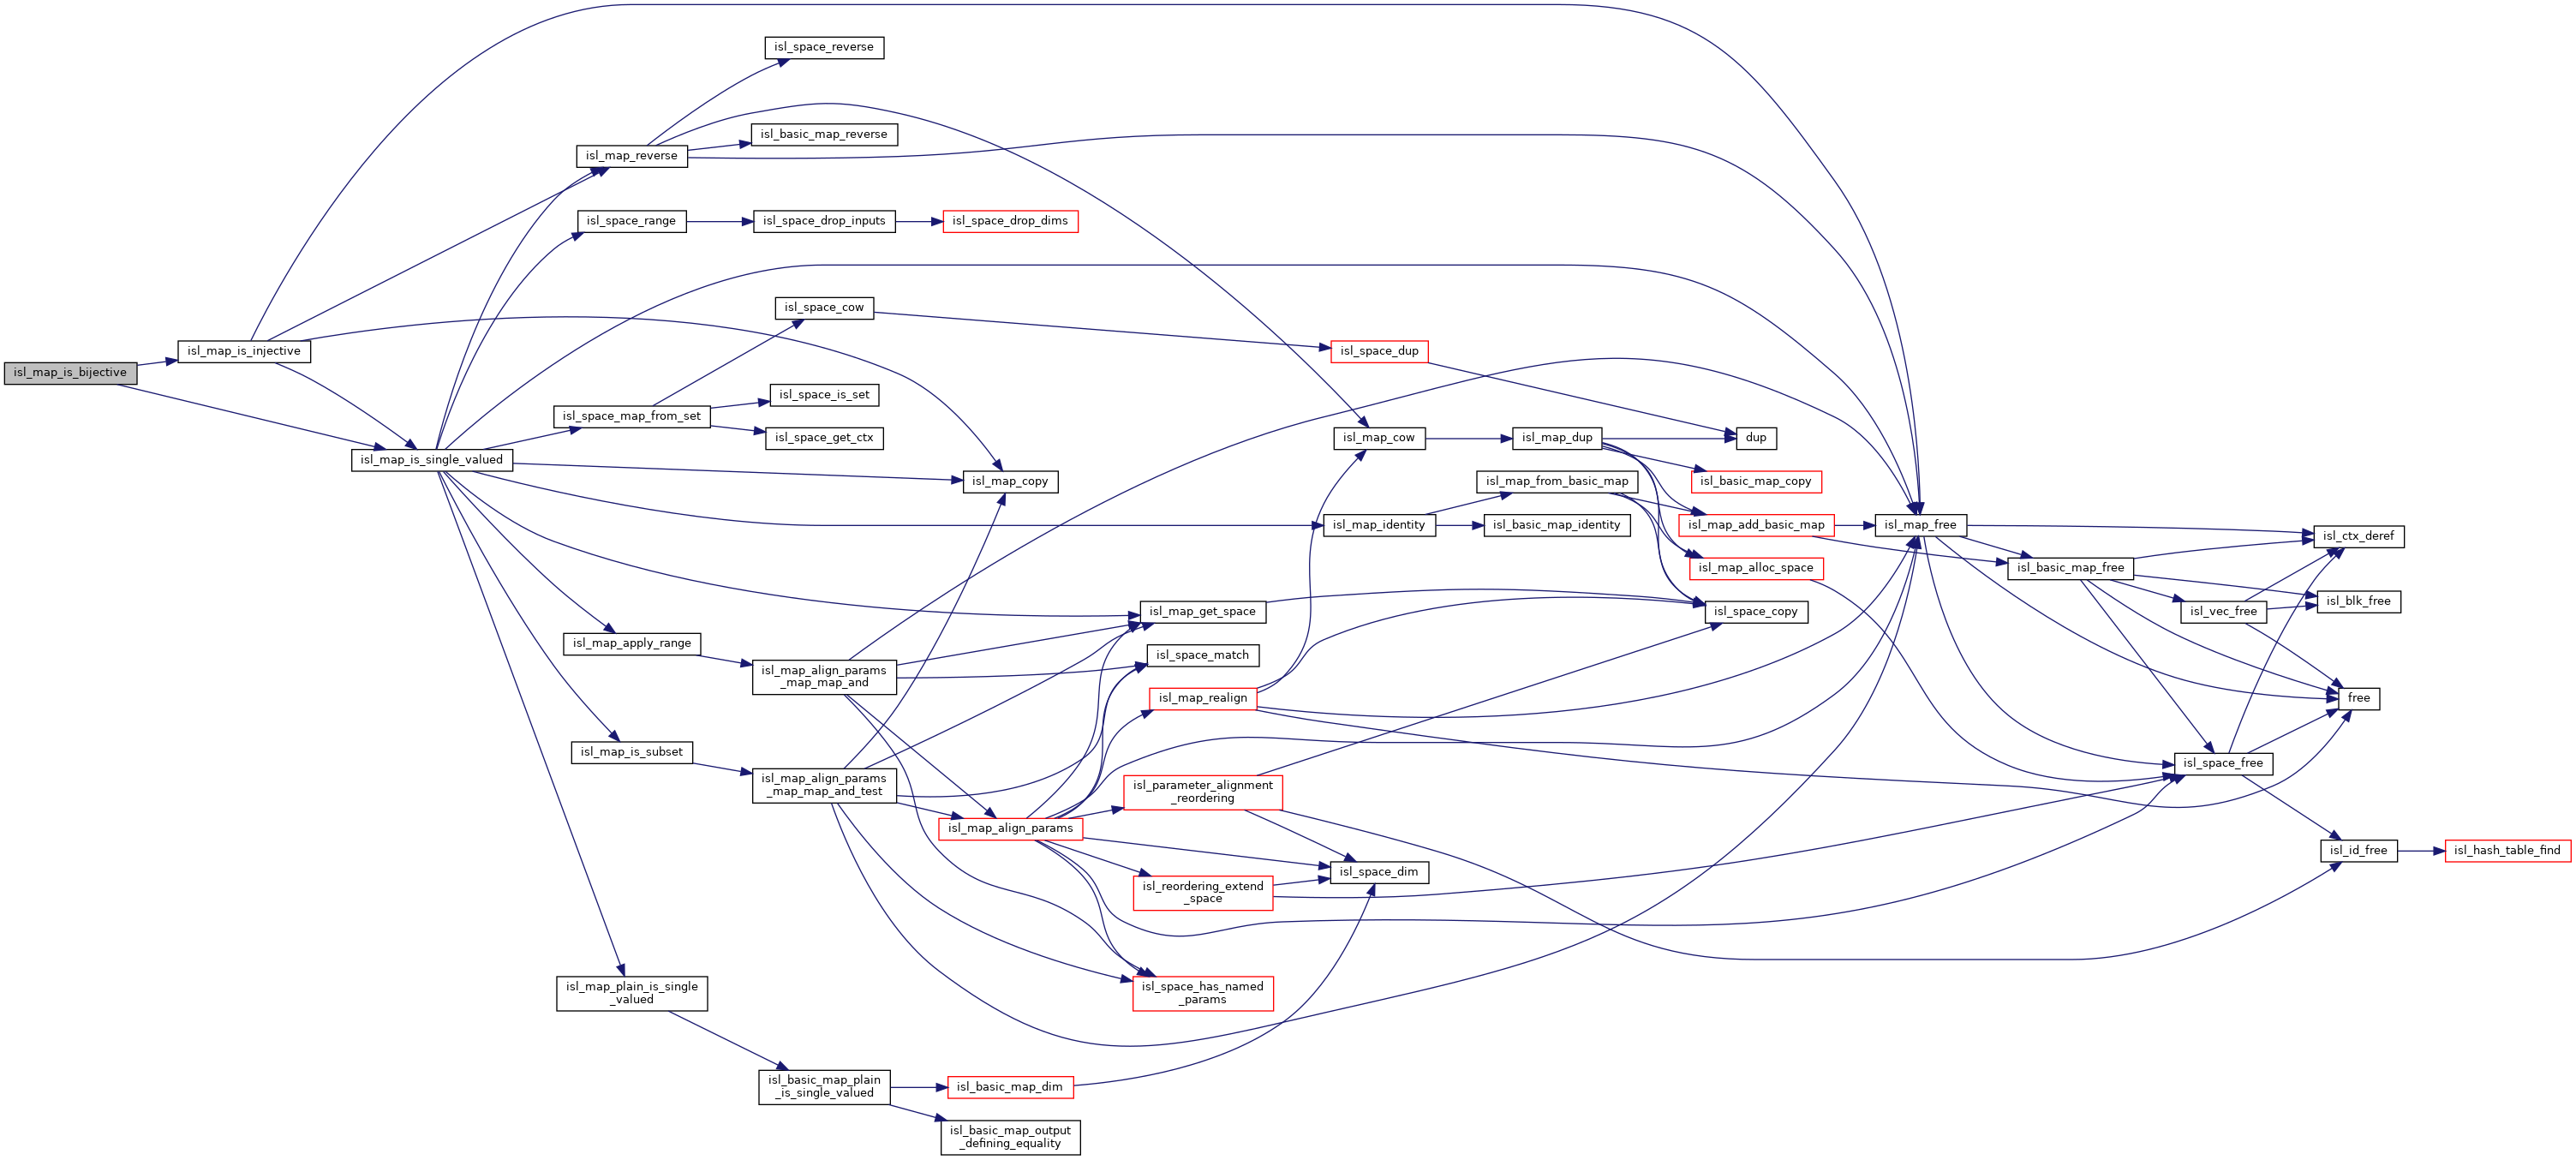 isl_map_is_bijective
isl_map_is_injective
isl_map_is_single_valued
isl_space_reverse
isl_basic_map_reverse
isl_map_reverse
isl_space_range
isl_space_drop_inputs
isl_space_drop_dims
isl_space_cow
isl_space_dup
isl_space_map_from_set
isl_space_is_set
isl_space_get_ctx
isl_map_copy
isl_map_cow
isl_map_dup
dup
isl_basic_map_copy
isl_map_from_basic_map
isl_map_identity
isl_basic_map_identity
isl_map_add_basic_map
isl_map_alloc_space
isl_space_copy
isl_map_free
isl_basic_map_free
isl_ctx_deref
isl_blk_free
isl_vec_free
free
isl_space_free
isl_id_free
isl_hash_table_find
isl_map_get_space
isl_space_match
isl_map_apply_range
isl_map_align_params
_map_map_and
isl_map_realign
isl_map_is_subset
isl_map_align_params
_map_map_and_test
isl_map_align_params
isl_parameter_alignment
_reordering
isl_reordering_extend
_space
isl_space_dim
isl_space_has_named
_params
isl_map_plain_is_single
_valued
isl_basic_map_plain
_is_single_valued
isl_basic_map_dim
isl_basic_map_output
_defining_equality